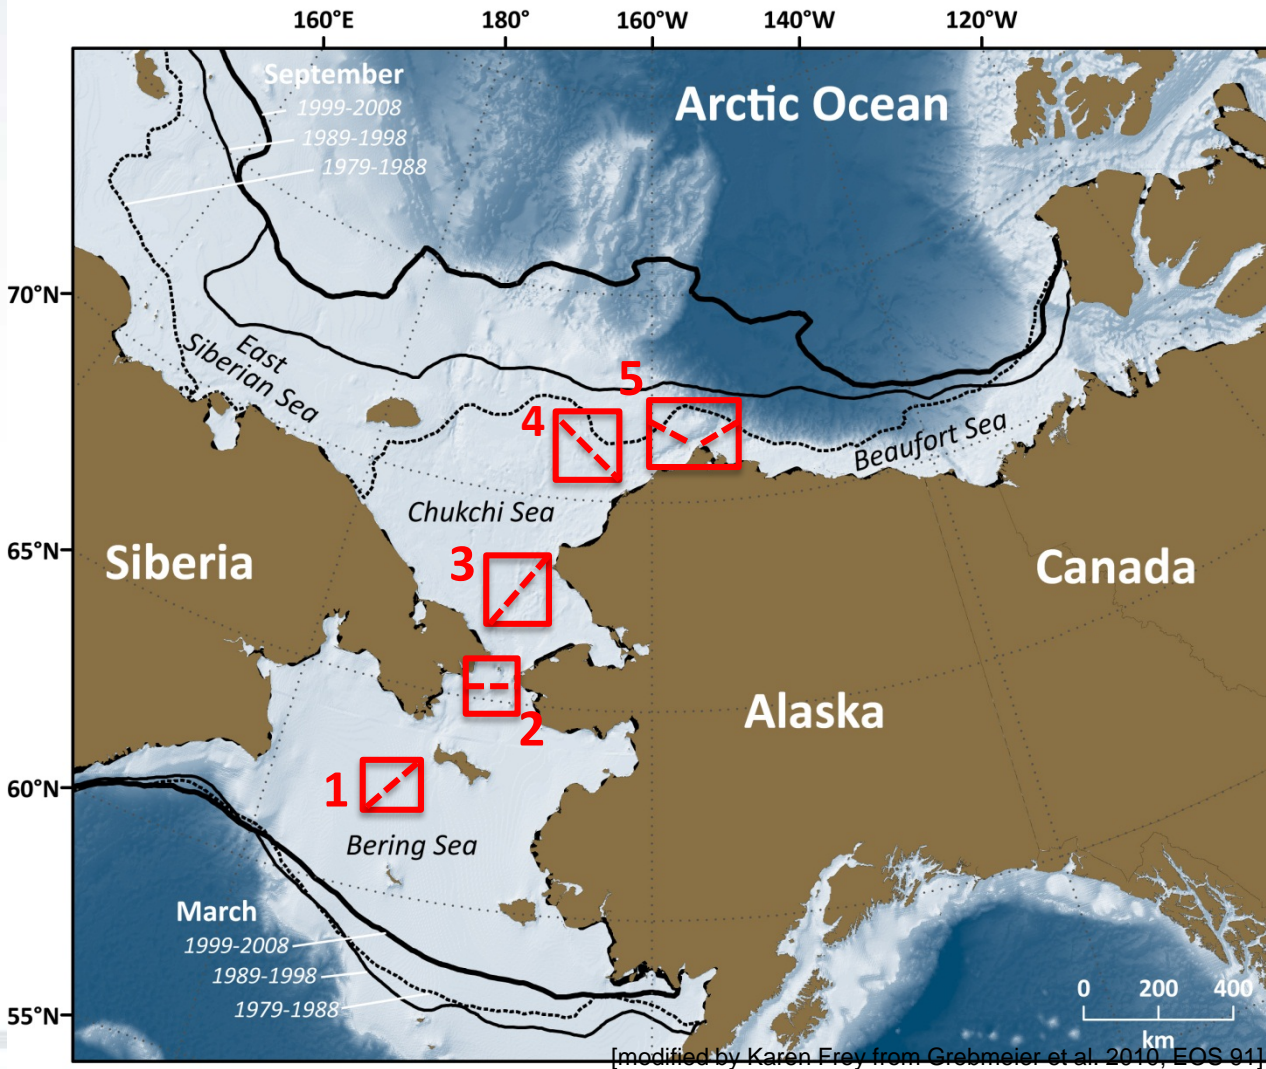 160°E 180° 160°W 140°W 120°W
September
1999-2008
1989-1998
1979-1988
Arctic Ocean
70°N
East
Siberian Sea
5
4
Beaufort Sea
Chukchi Sea
65°N
Siberia
3
Canada
Alaska
2
60°N
1
Bering Sea
March
1999-2008
1989-1998
1979-1988
0 200 400
km
55°N
[modified by Karen Frey from Grebmeier et al. 2010, EOS 91]